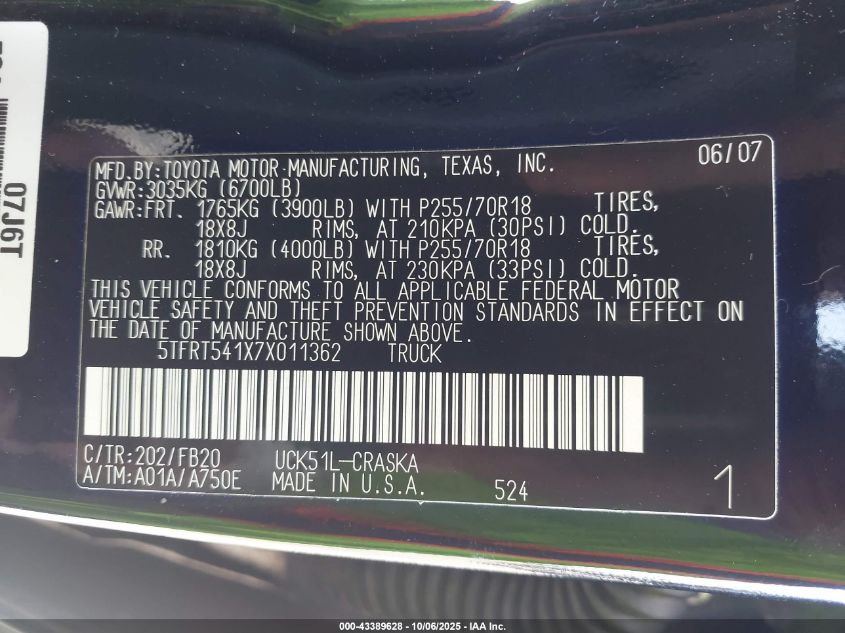 07J6T
MFD.BY:TOYOTA MOTOR MANUFACTURING, TEXAS, INC. 06/07
GVWR:3035KG (6700LB)
GAWR:FRT. 1765KG (3900LB) WITH P255/70R18 TIRES,
18X8J RIMS, AT 210KPA (30PSI) COLD.
RR. 1810KG (4000LB) WITH P255/70R18 TIRES,
18X8J RIMS, AT 230KPA (33PSI) COLD.
THIS VEHICLE CONFORMS TO ALL APPLICABLE FEDERAL MOTOR
VEHICLE SAFETY AND THEFT PREVENTION STANDARDS IN EFFECT ON
THE DATE OF MANUFACTURE SHOWN ABOVE.
5TFRT541X7X011362 TRUCK
C/TR:202/FB20 UCK51L-CRASKA
A/TM:A01A/A750E MADE IN U.S.A. 524 1
000-43389628 - 10/06/2025 - IAA Inc.